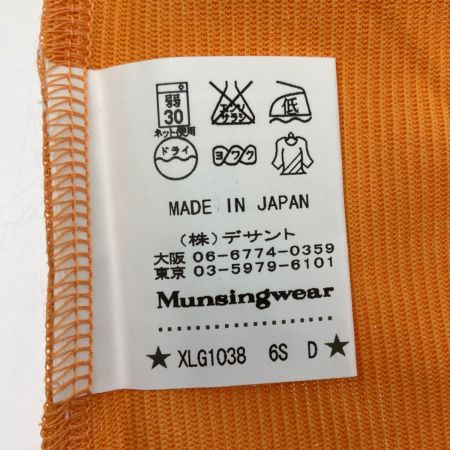 弱
30
エンソ
サラシ
低
ネット使用
ドライ
ヨワク
MADE IN JAPAN
(株)デサント
大阪 06-6774-0359
東京 03-5979-6101
Munsingwear
★ XLG1038 6S D ★